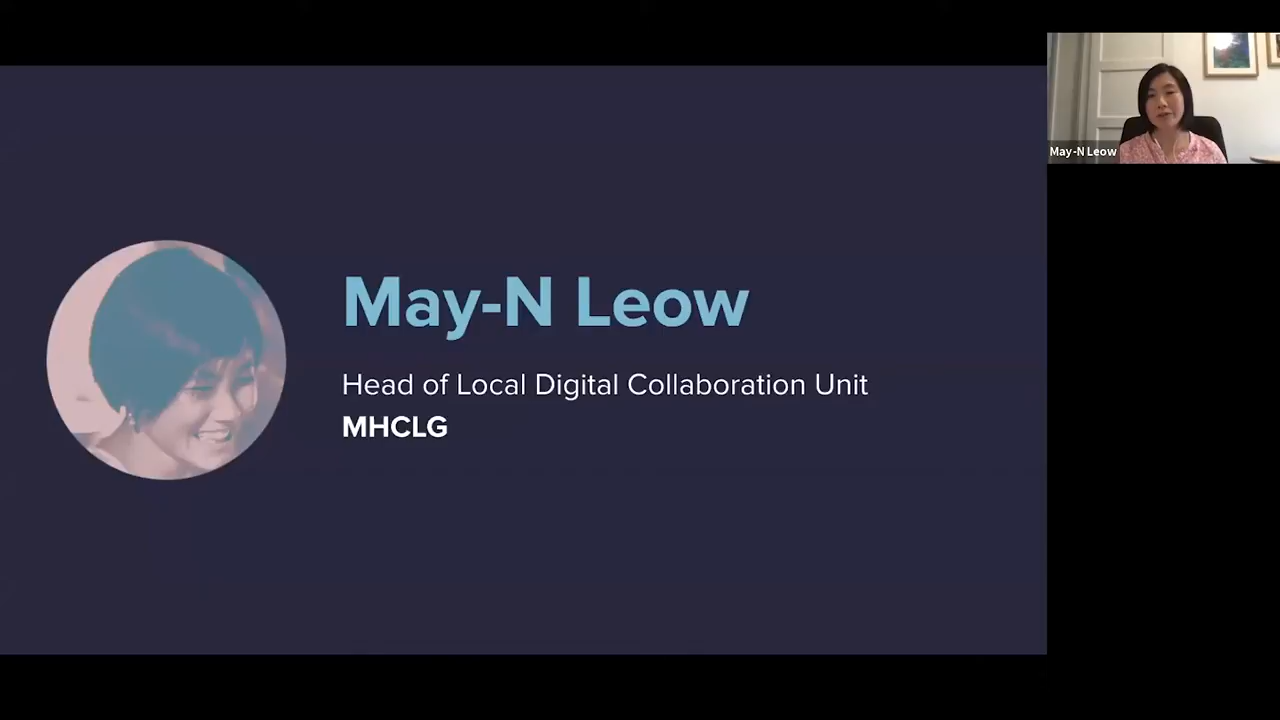 May-N Leow
Head of Local Digital Collaboration Unit
MHCLG
May-N Leow